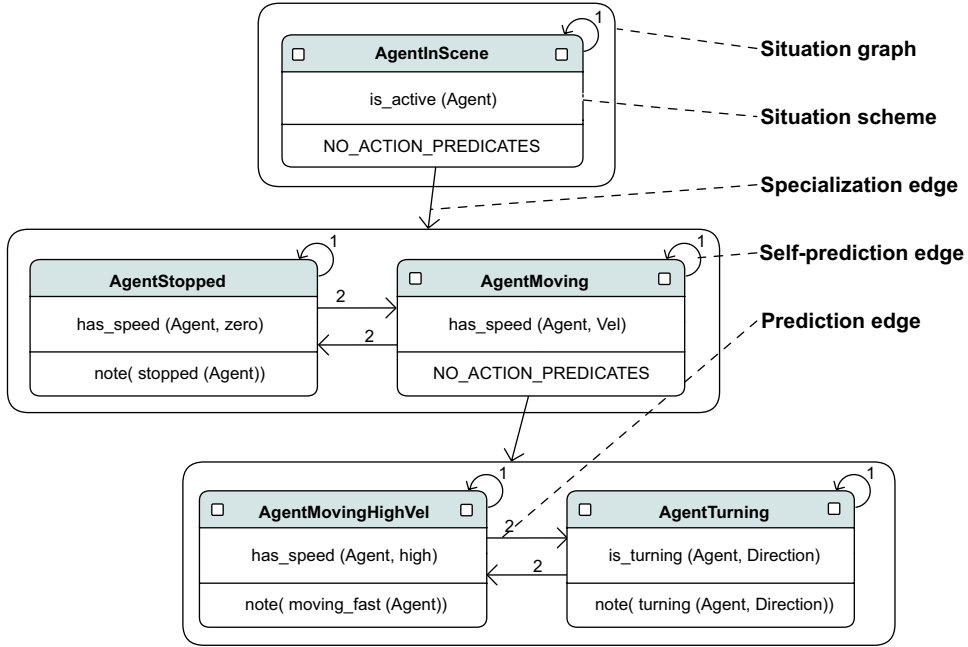 1
AgentInScene
is_active (Agent)
NO_ACTION_PREDICATES
Situation graph
Situation scheme
Specialization edge
1
AgentStopped
has_speed (Agent, zero)
note( stopped (Agent))
2
2
1
AgentMoving
has_speed (Agent, Vel)
NO_ACTION_PREDICATES
Self-prediction edge
Prediction edge
1
AgentMovingHighVel
has_speed (Agent, high)
note( moving_fast (Agent))
2
2
1
AgentTurning
is_turning (Agent, Direction)
note( turning (Agent, Direction))